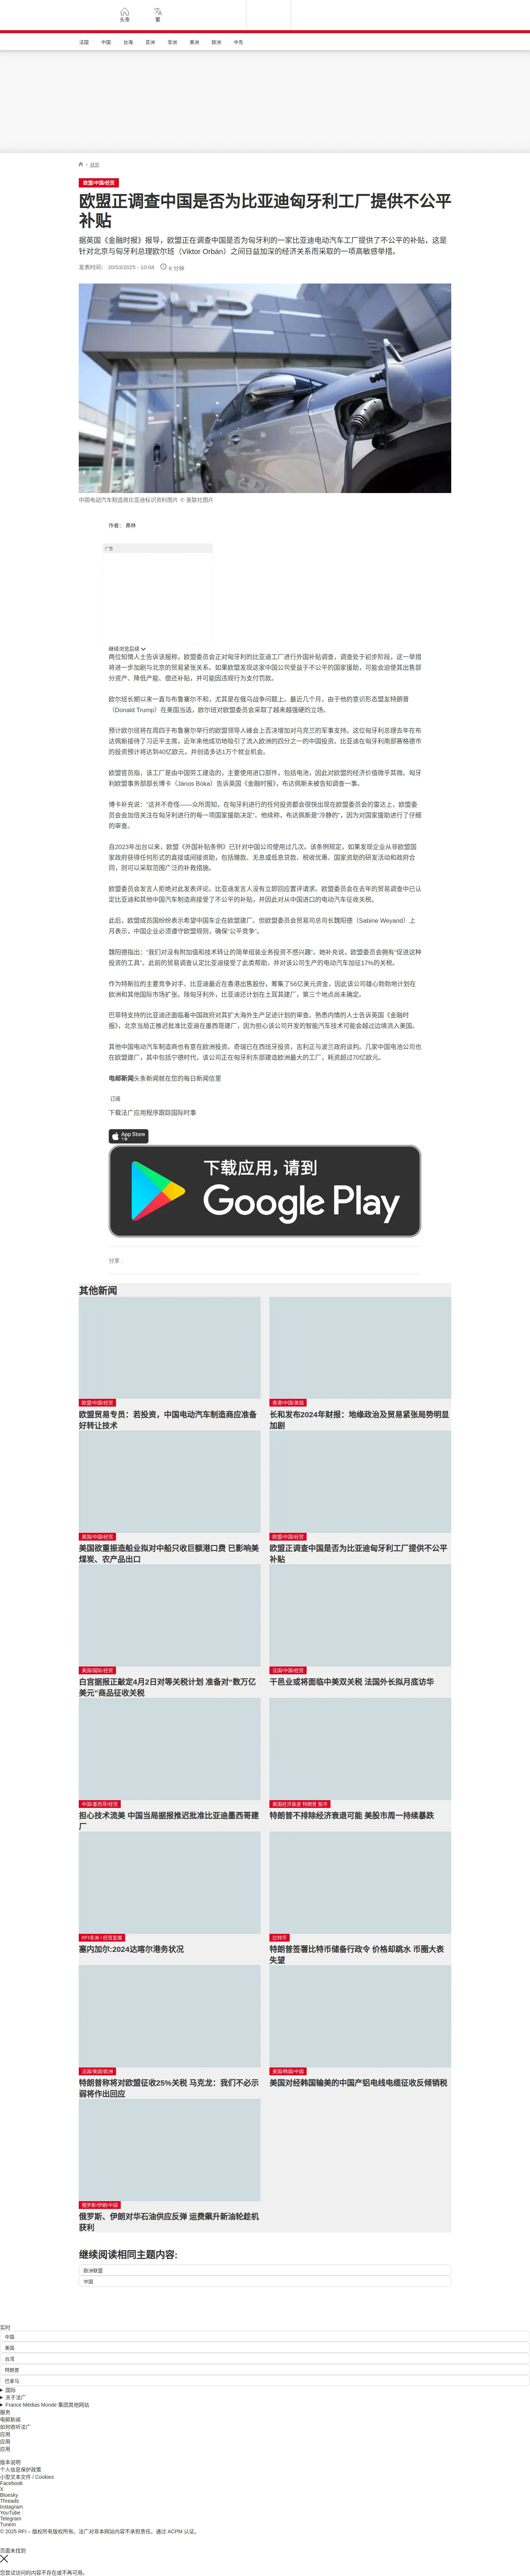 头条
繁
法国
中国
台海
亚洲
非洲
美洲
欧洲
中东
/ 经贸
欧盟/中国/经贸
欧盟正调查中国是否为比亚迪匈牙利工厂提供不公平
补贴
据英国《金融时报》报导，欧盟正在调查中国是否为匈牙利的一家比亚迪电动汽车工厂提供了不公平的补贴，这是
针对北京与匈牙利总理欧尔班（Viktor Orbán）之间日益加深的经济关系而采取的一项高敏感举措。
发表时间： 20/03/2025 - 10:04
8 分钟
中国电动汽车制造商比亚迪标识资料图片 © 美联社图片
作者： 弗林
广告
继续浏览后续
两位知情人士告诉该报称，欧盟委员会正对匈牙利的比亚迪工厂进行外国补贴调查，调查处于初步阶段，这一举措
将进一步加剧与北京的贸易紧张关系。如果欧盟发现这家中国公司受益于不公平的国家援助，可能会迫使其出售部
分资产、降低产能、偿还补贴，并可能因违规行为支付罚款。
欧尔班长期以来一直与布鲁塞尔不和，尤其是在俄乌战争问题上。最近几个月，由于他的意识形态盟友特朗普
（Donald Trump）在美国当选，欧尔班对欧盟委员会采取了越来越强硬的立场。
预计欧尔班将在周四于布鲁塞尔举行的欧盟领导人峰会上否决增加对乌克兰的军事支持。这位匈牙利总理去年在布
达佩斯接待了习近平主席，近年来他成功地吸引了流入欧洲的四分之一的中国投资。比亚迪在匈牙利南部赛格德市
的投资预计将达到40亿欧元，并创造多达1万个就业机会。
欧盟官员指，该工厂是由中国劳工建造的，主要使用进口部件，包括电池，因此对欧盟的经济价值微乎其微。匈牙
利欧盟事务部部长博卡（János Bóka）告诉英国《金融时报》，布达佩斯未被告知调查一事。
博卡补充说：“这并不奇怪——众所周知，在匈牙利进行的任何投资都会很快出现在欧盟委员会的雷达上，欧盟委
员会会加倍关注在匈牙利进行的每一项国家援助决定”。他续称，布达佩斯是“冷静的”，因为对国家援助进行了仔细
的审查。
自2023年出台以来，欧盟《外国补贴条例》已针对中国公司使用过几次。该条例规定，如果发现企业从非欧盟国
家政府获得任何形式的直接或间接资助，包括赠款、无息或低息贷款、税收优惠、国家资助的研发活动和政府合
同，则可以采取范围广泛的补救措施。
欧盟委员会发言人拒绝对此发表评论。比亚迪发言人没有立即回应置评请求。欧盟委员会在去年的贸易调查中已认
定比亚迪和其他中国汽车制造商接受了不公平的补贴，并因此对从中国进口的电动汽车征收关税。
此后，欧盟成员国纷纷表示希望中国车企在欧盟建厂。但欧盟委员会贸易司总司长魏阳德（Sabine Weyand）上
月表示，中国企业必须遵守欧盟规则，确保“公平竞争”。
魏阳德指出：“我们对没有附加值和技术转让的简单组装业务投资不感兴趣”。她补充说，欧盟委员会拥有“促进这种
投资的工具”。此前的贸易调查认定比亚迪接受了此类帮助，并对该公司生产的电动汽车加征17%的关税。
作为特斯拉的主要竞争对手，比亚迪最近在香港出售股份，筹集了56亿美元资金，因此该公司雄心勃勃地计划在
欧洲和其他国际市场扩张。除匈牙利外，比亚迪还计划在土耳其建厂，第三个地点尚未确定。
巴菲特支持的比亚迪还面临着中国政府对其扩大海外生产足迹计划的审查。熟悉内情的人士告诉英国《金融时
报》，北京当局正推迟批准比亚迪在墨西哥建厂，因为担心该公司开发的智能汽车技术可能会越过边境流入美国。
其他中国电动汽车制造商也有意在欧洲投资。奇瑞已在西班牙投资，吉利正与波兰政府谈判。几家中国电池公司也
在欧盟建厂，其中包括宁德时代，该公司正在匈牙利东部建造欧洲最大的工厂，耗资超过70亿欧元。
电邮新闻头条新闻就在您的每日新闻信里
订阅
下载法广应用程序跟踪国际时事
App Store
下载应用，请到
Google Play
分享 :
其他新闻
欧盟/中国/经贸
欧盟贸易专员：若投资，中国电动汽车制造商应准备
好转让技术
香港/中国/美国
长和发布2024年财报：地缘政治及贸易紧张局势明显
加剧
美国/中国/经贸
美国欲重振造船业拟对中船只收巨额港口费 已影响美
煤炭、农产品出口
欧盟/中国/经贸
欧盟正调查中国是否为比亚迪匈牙利工厂提供不公平
补贴
美国/国际/经贸
白宫据报正敲定4月2日对等关税计划 准备对“数万亿
美元”商品征收关税
法国/中国/经贸
干邑业或将面临中美双关税 法国外长拟月底访华
中国/墨西哥/经贸
担心技术流美 中国当局据报推迟批准比亚迪墨西哥建
厂
美国经济衰退 特朗普 股市
特朗普不排除经济衰退可能 美股市周一持续暴跌
RFI非洲 / 经贸发展
塞内加尔:2024达喀尔港务状况
比特币
特朗普签署比特币储备行政令 价格却跳水 币圈大表
失望
法国/美国/欧洲
特朗普称将对欧盟征收25%关税 马克龙：我们不必示
弱将作出回应
美国/韩国/中国
美国对经韩国输美的中国产铝电线电缆征收反倾销税
俄罗斯/伊朗/中国
俄罗斯、伊朗对华石油供应反弹 运费飙升新油轮趁机
获利
继续阅读相同主题内容:
欧洲联盟
中国
实时
中国
美国
台湾
特朗普
巴拿马
国际
关于法广
France Médias Monde 集团其他网站
服务
电邮新闻
如何收听法广
应用
应用
应用
版本说明
个人信息保护政策
小型文本文件 / Cookies
Facebook
X
Bluesky
Threads
Instagram
YouTube
Telegram
TuneIn
© 2025 RFI – 版权所有版权所有。法广对非本网站内容不承担责任。通过 ACPM 认证。
页面未找到
您尝试访问的内容不存在或不再可用。